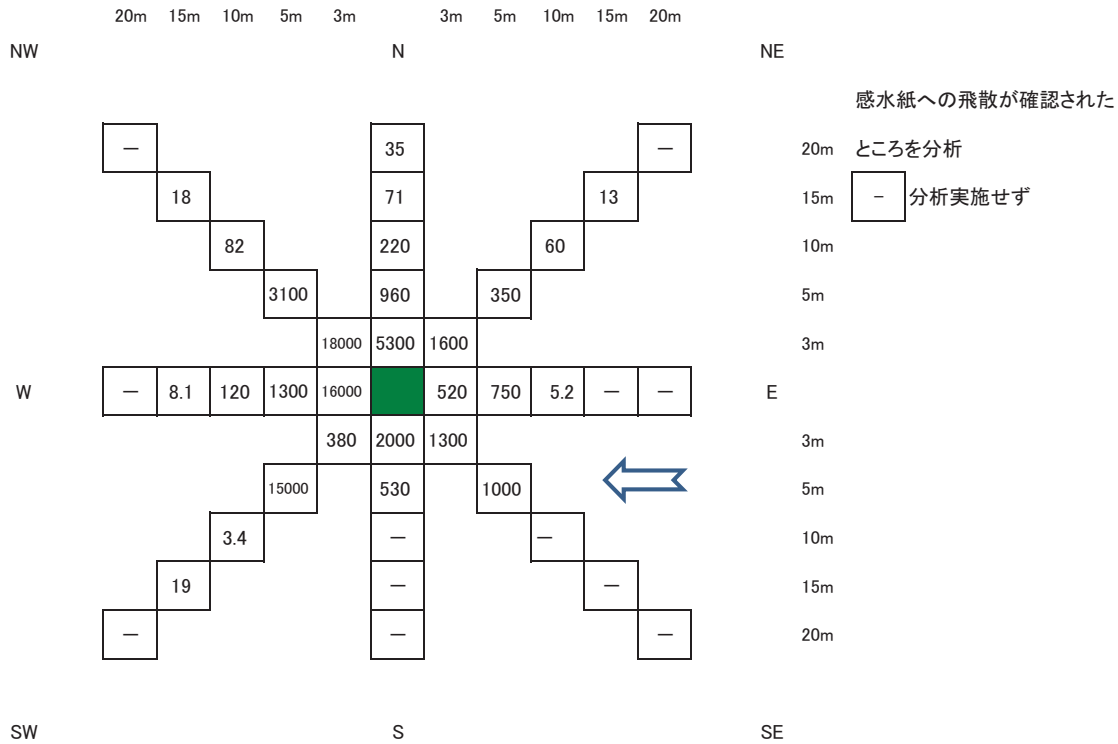 20m 15m 10m 5m 3m 3m 5m 10m 15m 20m
NW N NE
感水紙への飛散が確認された
― 35 ― 20m ところを分析
18 71 13 15m － 分析実施せず
82 220 60 10m
3100 960 350 5m
18000 5300 1600 3m
W ― 8.1 120 1300 16000 520 750 5.2 ― ― E
380 2000 1300 3m
15000 530 1000 5m
3.4 ― ― 10m
19 ― ― 15m
― ― ― 20m
SW S SE